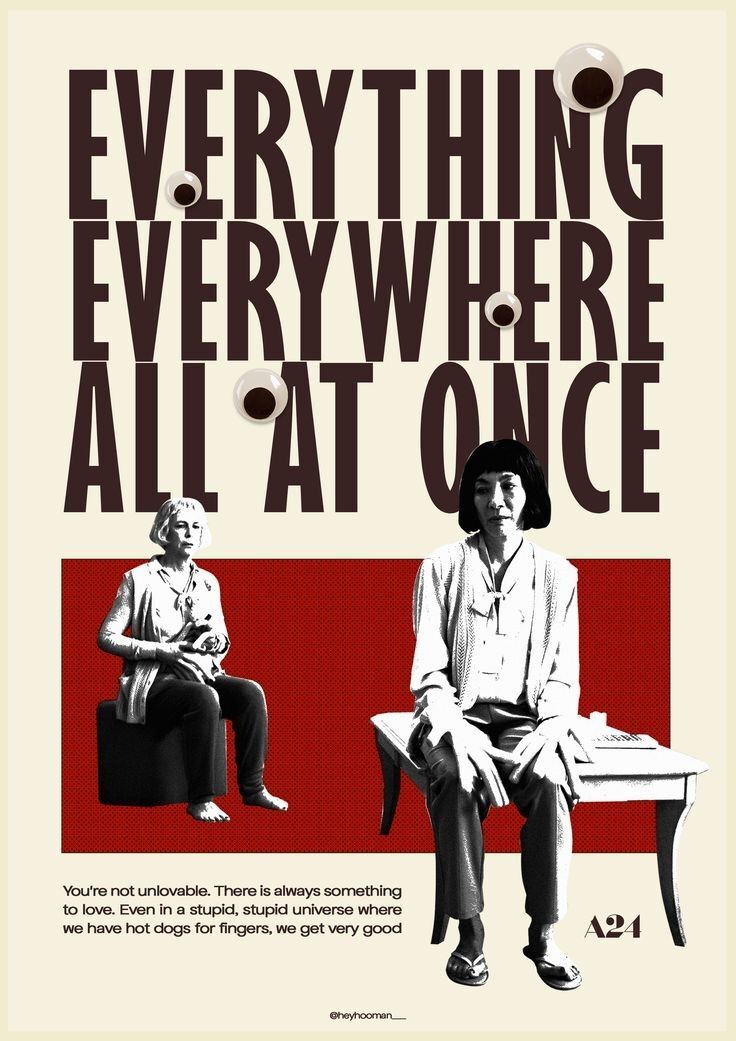 EVERYTHING
EVERYWHERE
ALL AT ONCE
You're not unlovable. There is always something
to love. Even in a stupid, stupid universe where
we have hot dogs for fingers, we get very good
A24
@heyhooman___